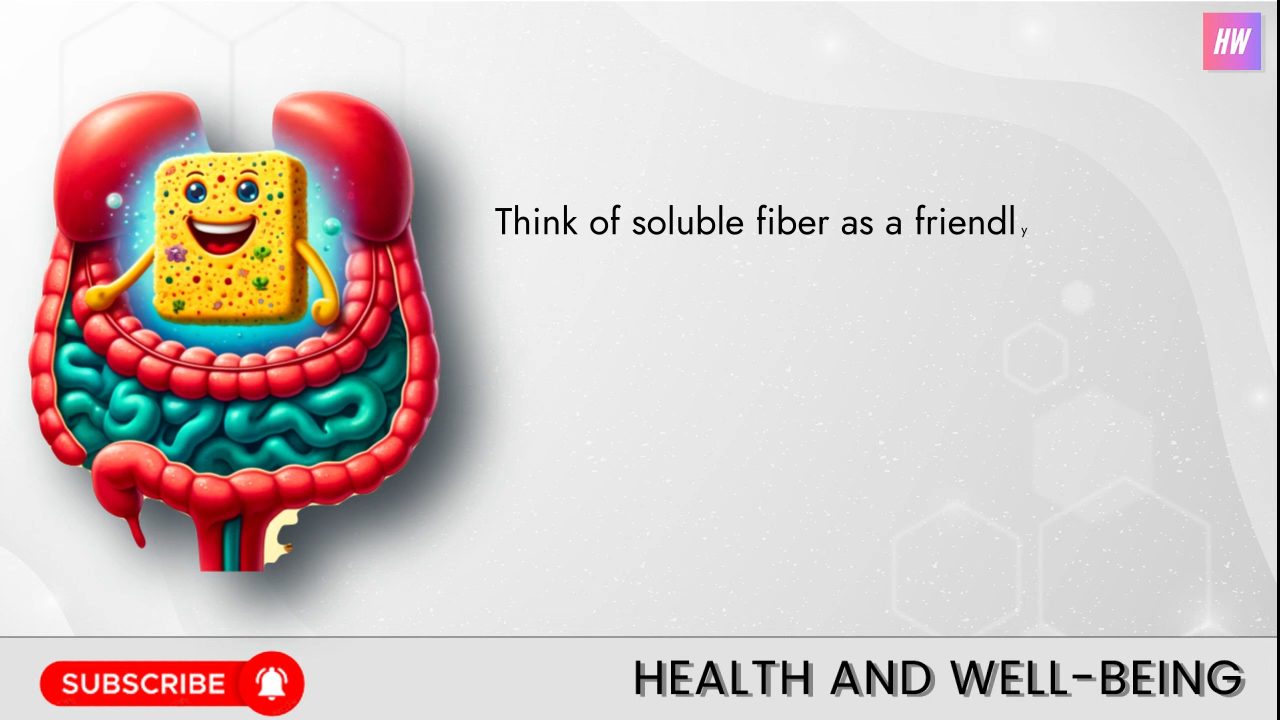 HW
Think of soluble fiber as a friendly
SUBSCRIBE
HEALTH AND WELL-BEING